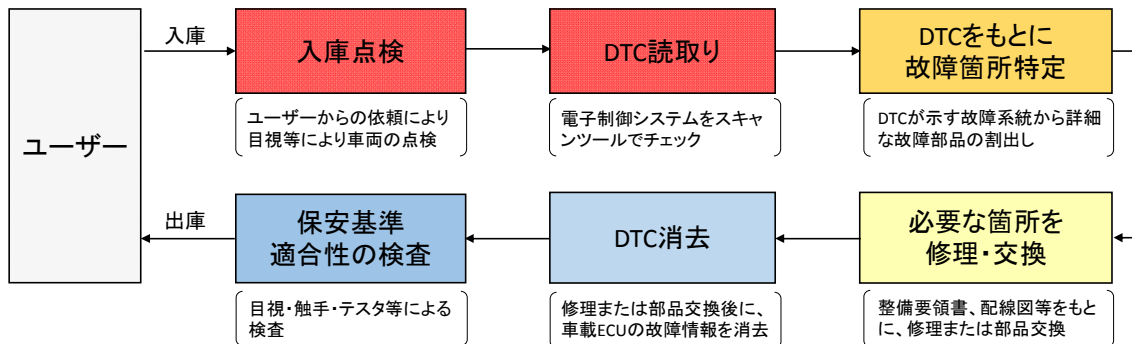 ユーザー
入庫
入庫点検
ユーザーからの依頼により
目視等により車両の点検
DTC読取り
電子制御システムをスキャ
ンツールでチェック
DTCをもとに
故障箇所特定
DTCが示す故障系統から詳細
な故障部品の割出し
必要な箇所を
修理・交換
整備要領書、配線図等をもと
に、修理または部品交換
DTC消去
修理または部品交換後に、
車載ECUの故障情報を消去
保安基準
適合性の検査
目視・触手・テスタ等による
検査
出庫